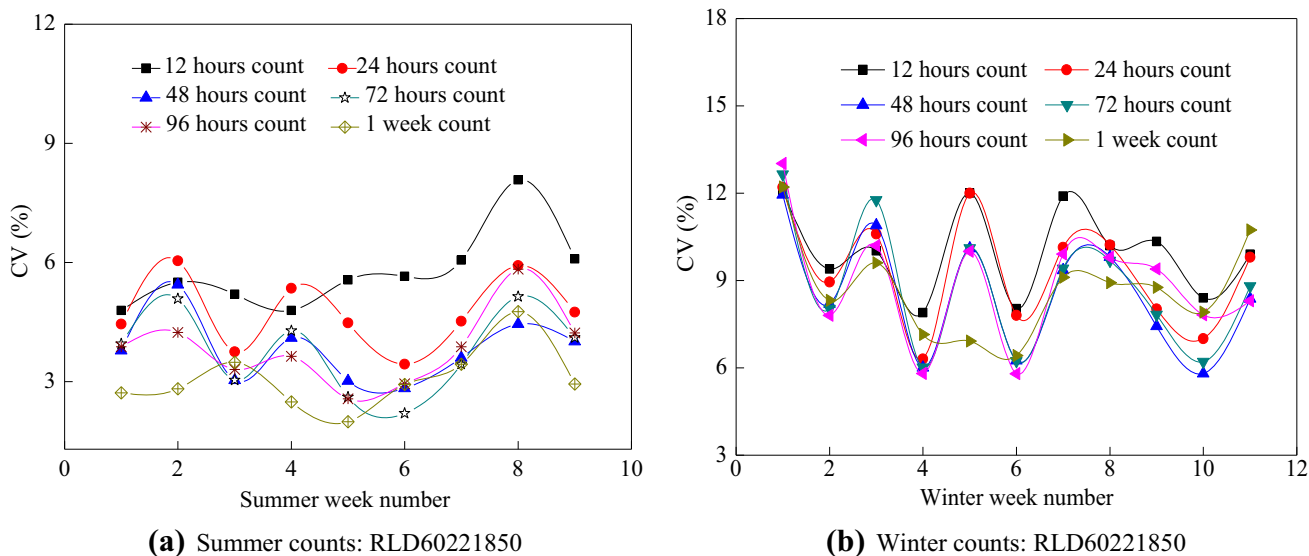 12
9
6
3
CV (%)
12 hours count
24 hours count
48 hours count
72 hours count
96 hours count
1 week count
0
2
4
6
8
10
Summer week number
(a) Summer counts: RLD60221850
18
15
12
9
6
3
CV (%)
12 hours count
24 hours count
48 hours count
72 hours count
96 hours count
1 week count
0
2
4
6
8
10
12
Winter week number
(b) Winter counts: RLD60221850